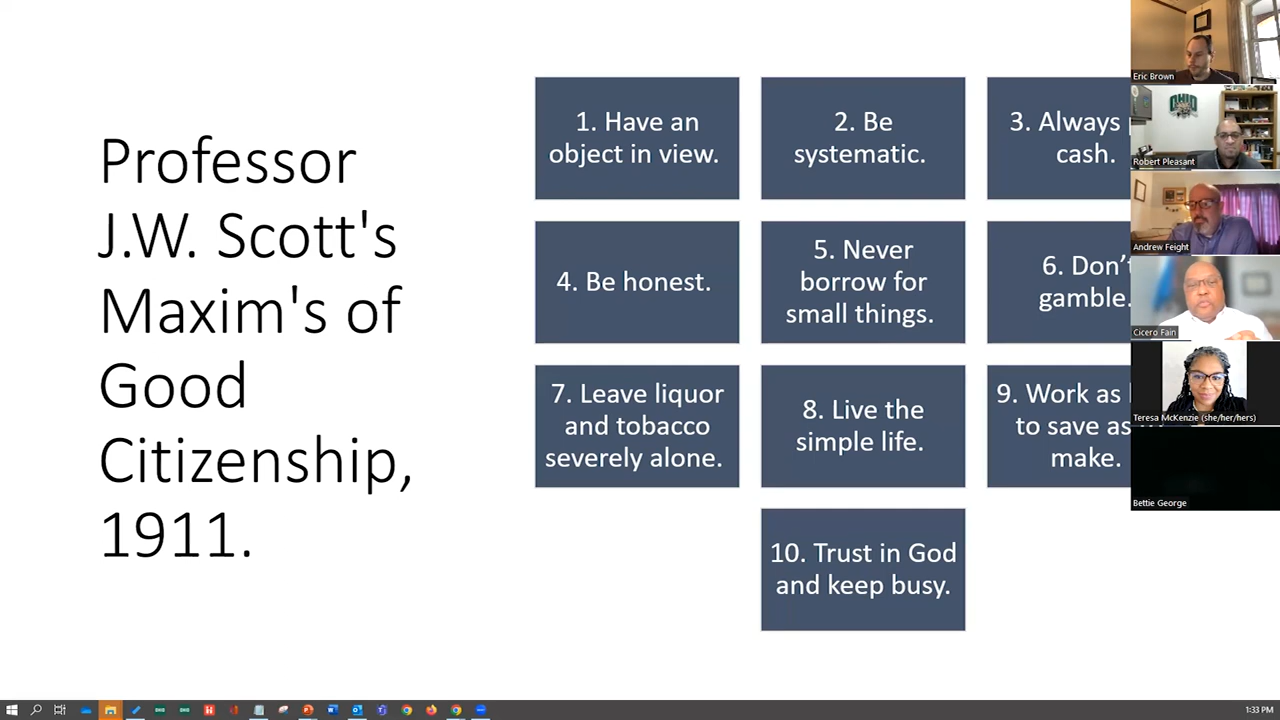 Professor
J.W. Scott's
Maxim's of
Good
Citizenship,
1911.
1. Have an
object in view.
2. Be
systematic.
3. Always
cash.
4. Be honest.
5. Never
borrow for
small things.
6. Don't
gamble.
7. Leave liquor
and tobacco
severely alone.
8. Live the
simple life.
9. Work as
to save as
make.
10. Trust in God
and keep busy.
Eric Brown
OHIO
Robert Pleasant
Andrew Feight
Cicero Fain
Teresa McKenzie (she/her/hers)
Bettie George
1:33 PM